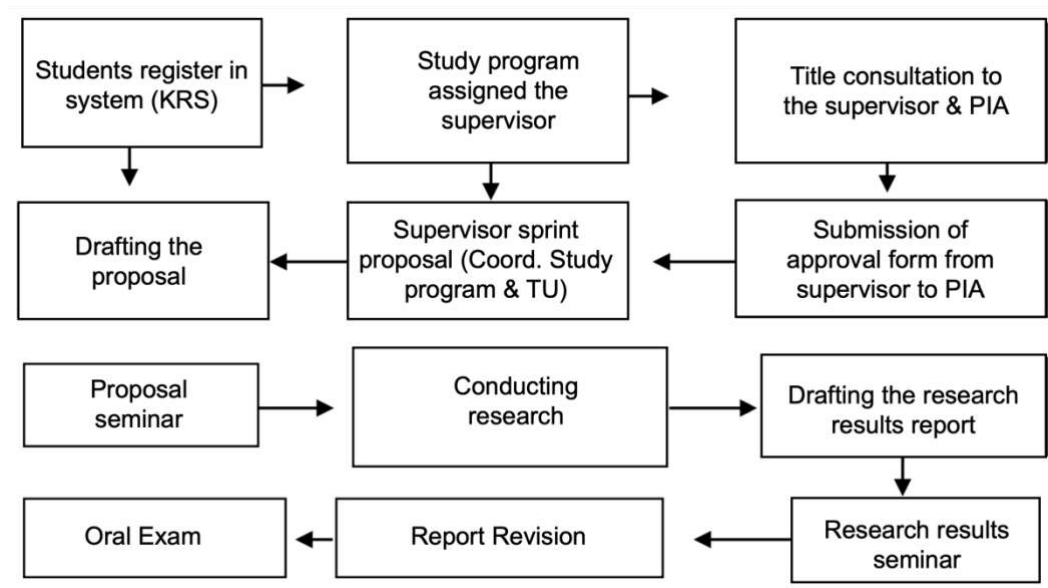 Students register in
system (KRS)
Study program
assigned the
supervisor
Title consultation to
the supervisor & PIA
Drafting the
proposal
Supervisor sprint
proposal (Coord. Study
program & TU)
Submission of
approval form from
supervisor to PIA
Proposal
seminar
Conducting
research
Drafting the research
results report
Oral Exam
Report Revision
Research results
seminar